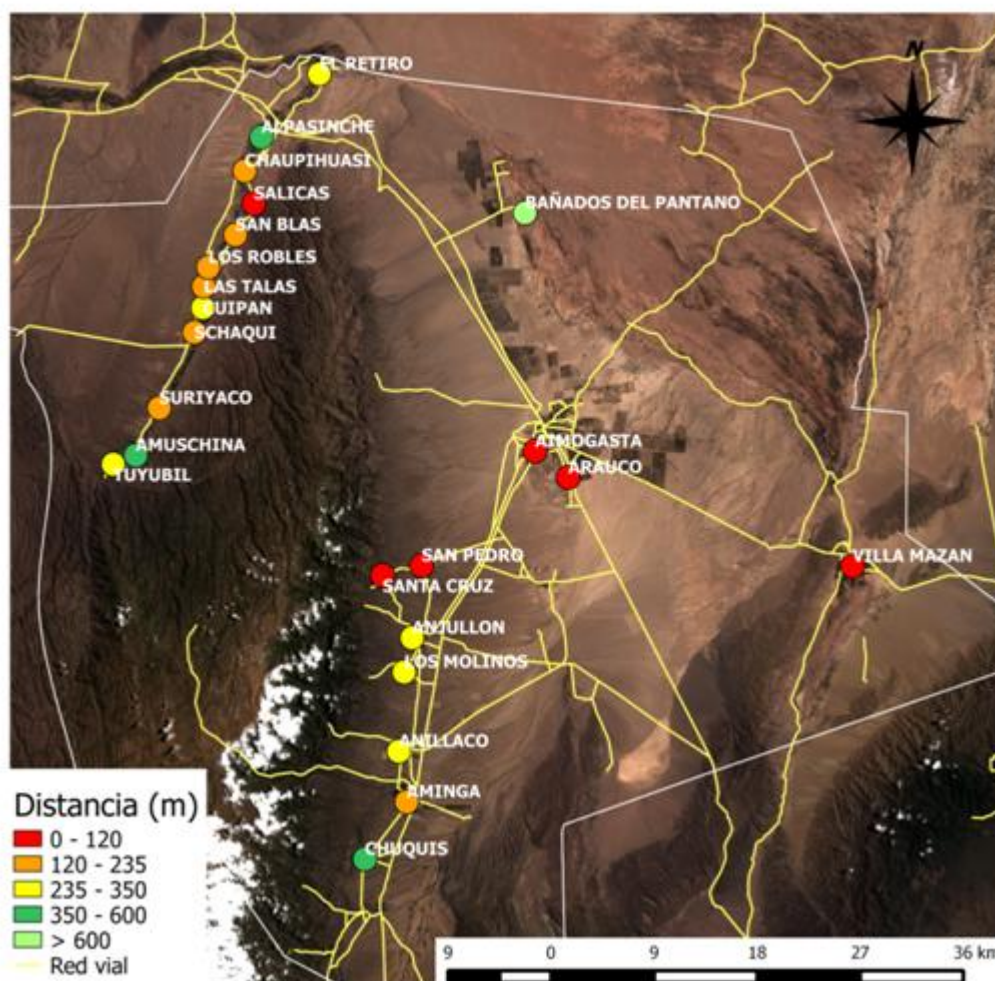 N
EL RETIRO
ALPASINCHE
CHAUPIHUASI
SALICAS
BAÑADOS DEL PANTANO
SAN BLAS
LOS ROBLES
LAS TALAS
CUIPAN
SCHAQUI
SURIYACO
AMUSCHINA
TUYUBIL
AIMOGASTA
ARAUCO
SAN PEDRO
SANTA CRUZ
VILLA MAZAN
ANJULLON
LOS MOLINOS
ANILLACO
AMINGA
CHUQUIS
Distancia (m)
0 - 120
120 - 235
235 - 350
350 - 600
> 600
Red vial
9 0 9 18 27 36 km